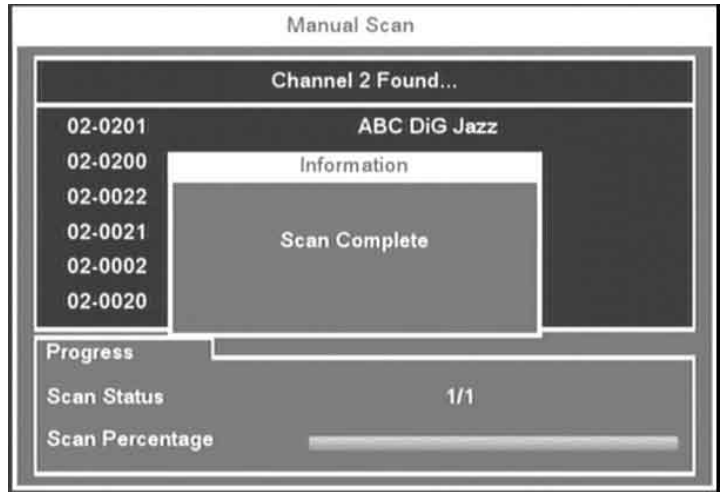 Manual Scan
Channel 2 Found...
02-0201 ABC DiG Jazz
02-0200
Information
02-0022
02-0021
Scan Complete
02-0002
02-0020
Progress
Scan Status 1/1
Scan Percentage